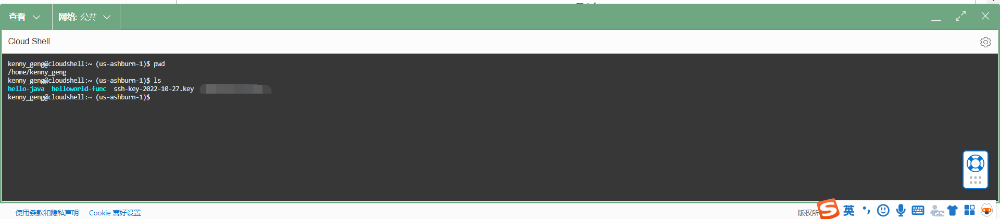 查看
网络: 公共
Cloud Shell
kenny_geng@cloudshell:~ (us-ashburn-1)$ pwd
/home/kenny_geng
kenny_geng@cloudshell:~ (us-ashburn-1)$ ls
hello-java  helloworld-func  ssh-key-2022-10-27.key
kenny_geng@cloudshell:~ (us-ashburn-1)$
使用条款和隐私声明 Cookie 喜好设置
版权所 英